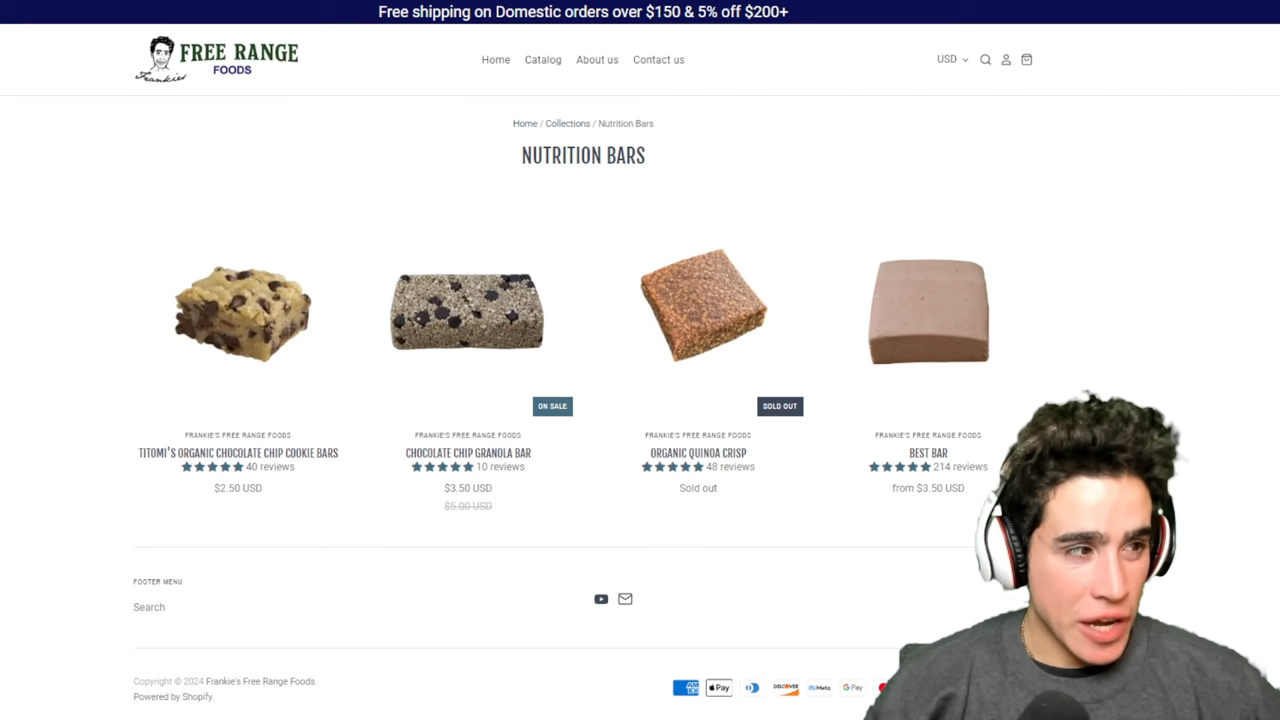 Free shipping on Domestic orders over $150 & 5% off $200+
Frankies FREE RANGE
FOODS
Home Catalog About us Contact us
USD
Home / Collections / Nutrition Bars
NUTRITION BARS
ON SALE
SOLD OUT
FRANKIE'S FREE RANGE FOODS
TITOMI'S ORGANIC CHOCOLATE CHIP COOKIE BARS
40 reviews
$2.50 USD
FRANKIE'S FREE RANGE FOODS
CHOCOLATE CHIP GRANOLA BAR
10 reviews
$3.50 USD
$5.00 USD
FRANKIE'S FREE RANGE FOODS
ORGANIC QUINOA CRISP
48 reviews
Sold out
FRANKIE'S FREE RANGE FOODS
BEST BAR
214 reviews
from $3.50 USD
FOOTER MENU
Search
Copyright © 2024 Frankie's Free Range Foods.
Powered by Shopify.
AM EX Pay DISCOVER Meta G Pay